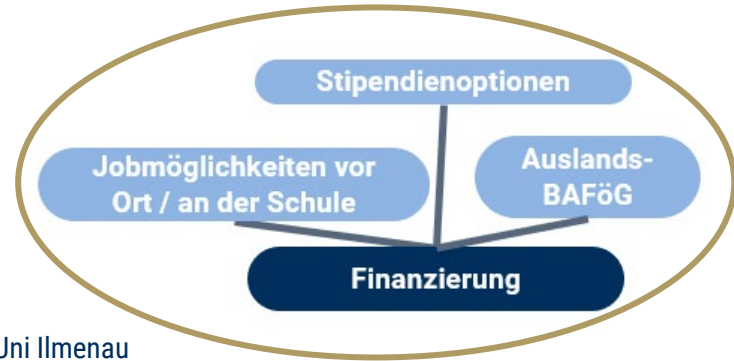 Stipendienoptionen
Jobmöglichkeiten vor
Ort / an der Schule
Auslands-
BAFöG
Finanzierung
Uni Ilmenau